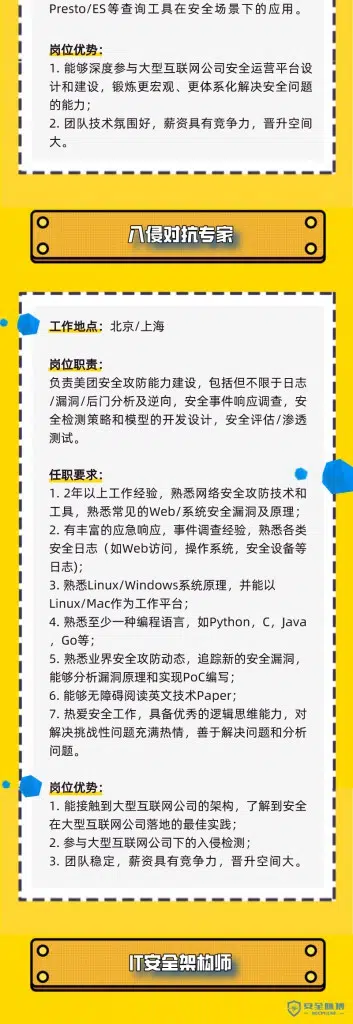 Presto/ES等查询工具在安全场景下的应用。
岗位优势：
1. 能够深度参与大型互联网公司安全运营平台设
计和建设，锻炼更宏观、更体系化解决安全问题
的能力；
2. 团队技术氛围好，薪资具有竞争力，晋升空间
大。
入侵对抗专家
工作地点：北京/上海
岗位职责：
负责美团安全攻防能力建设，包括但不限于日志
/漏洞/后门分析及逆向，安全事件响应调查，安
全检测策略和模型的开发设计，安全评估/渗透
测试。
任职要求：
1. 2年以上工作经验，熟悉网络安全攻防技术和
工具，熟悉常见的Web/系统安全漏洞及原理；
2. 有丰富的应急响应，事件调查经验，熟悉各类
安全日志（如Web访问，操作系统，安全设备等
日志)；
3. 熟悉Linux/Windows系统原理，并能以
Linux/Mac作为工作平台；
4. 熟悉至少一种编程语言，如Python，C，Java
，Go等；
5. 熟悉业界安全攻防动态，追踪新的安全漏洞，
能够分析漏洞原理和实现PoC编写；
6. 能够无障碍阅读英文技术Paper；
7. 热爱安全工作，具备优秀的逻辑思维能力，对
解决挑战性问题充满热情，善于解决问题和分析
问题。
岗位优势：
1. 能接触到大型互联网公司的架构，了解到安全
在大型互联网公司落地的最佳实践；
2. 参与大型互联网公司下的入侵检测；
3. 团队稳定，薪资具有竞争力，晋升空间大。
IT安全架构师
安全脉搏